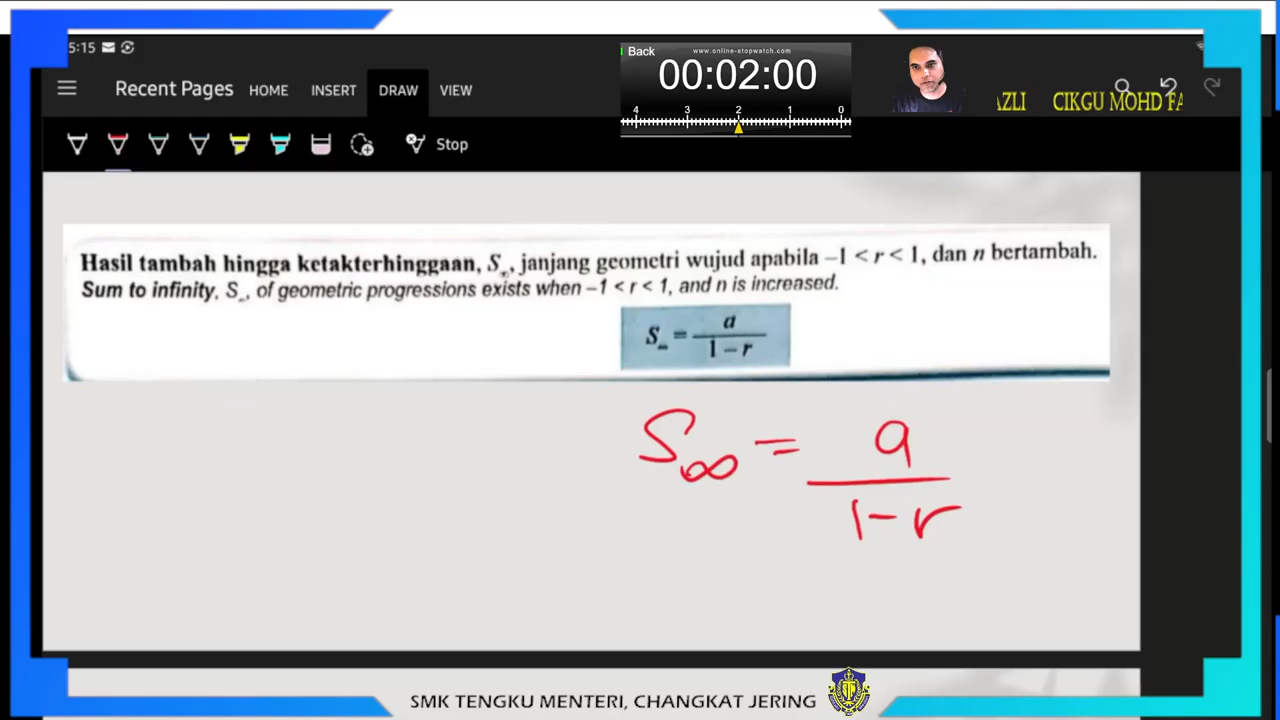 5:15
Back
www.online-stopwatch.com
00:02:00
4 3 2 1 0
Recent Pages HOME INSERT DRAW VIEW
AZLI CIKGU MOHD FA
Stop
Hasil tambah hingga ketakterhinggaan, S∞, janjang geometri wujud apabila –1 < r < 1, dan n bertambah.
Sum to infinity, S∞, of geometric progressions exists when –1 < r < 1, and n is increased.
S∞ = a / 1 – r
S∞ = a / 1 – r
SMK TENGKU MENTERI, CHANGKAT JERING